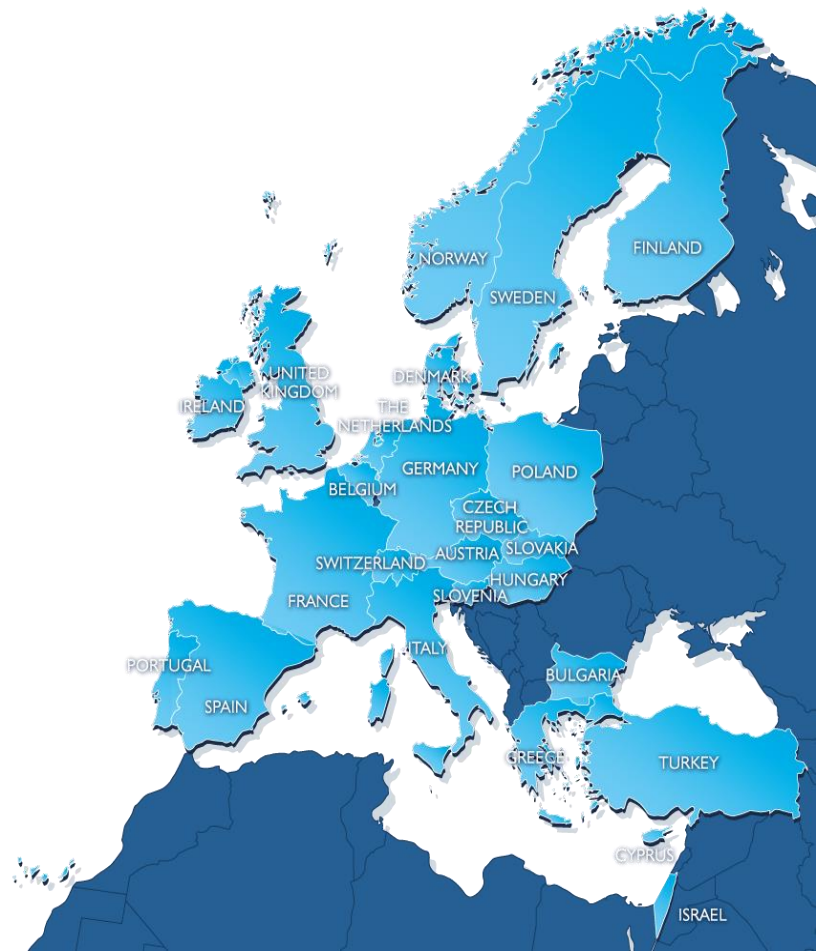 NORWAY
FINLAND
SWEDEN
UNITED
KINGDOM
DENMARK
IRELAND
THE
NETHERLANDS
GERMANY
POLAND
BELGIUM
CZECH
REPUBLIC
SLOVAKIA
AUSTRIA
SWITZERLAND
HUNGARY
SLOVENIA
FRANCE
ITALY
PORTUGAL
BULGARIA
SPAIN
GREECE
TURKEY
CYPRUS
ISRAEL